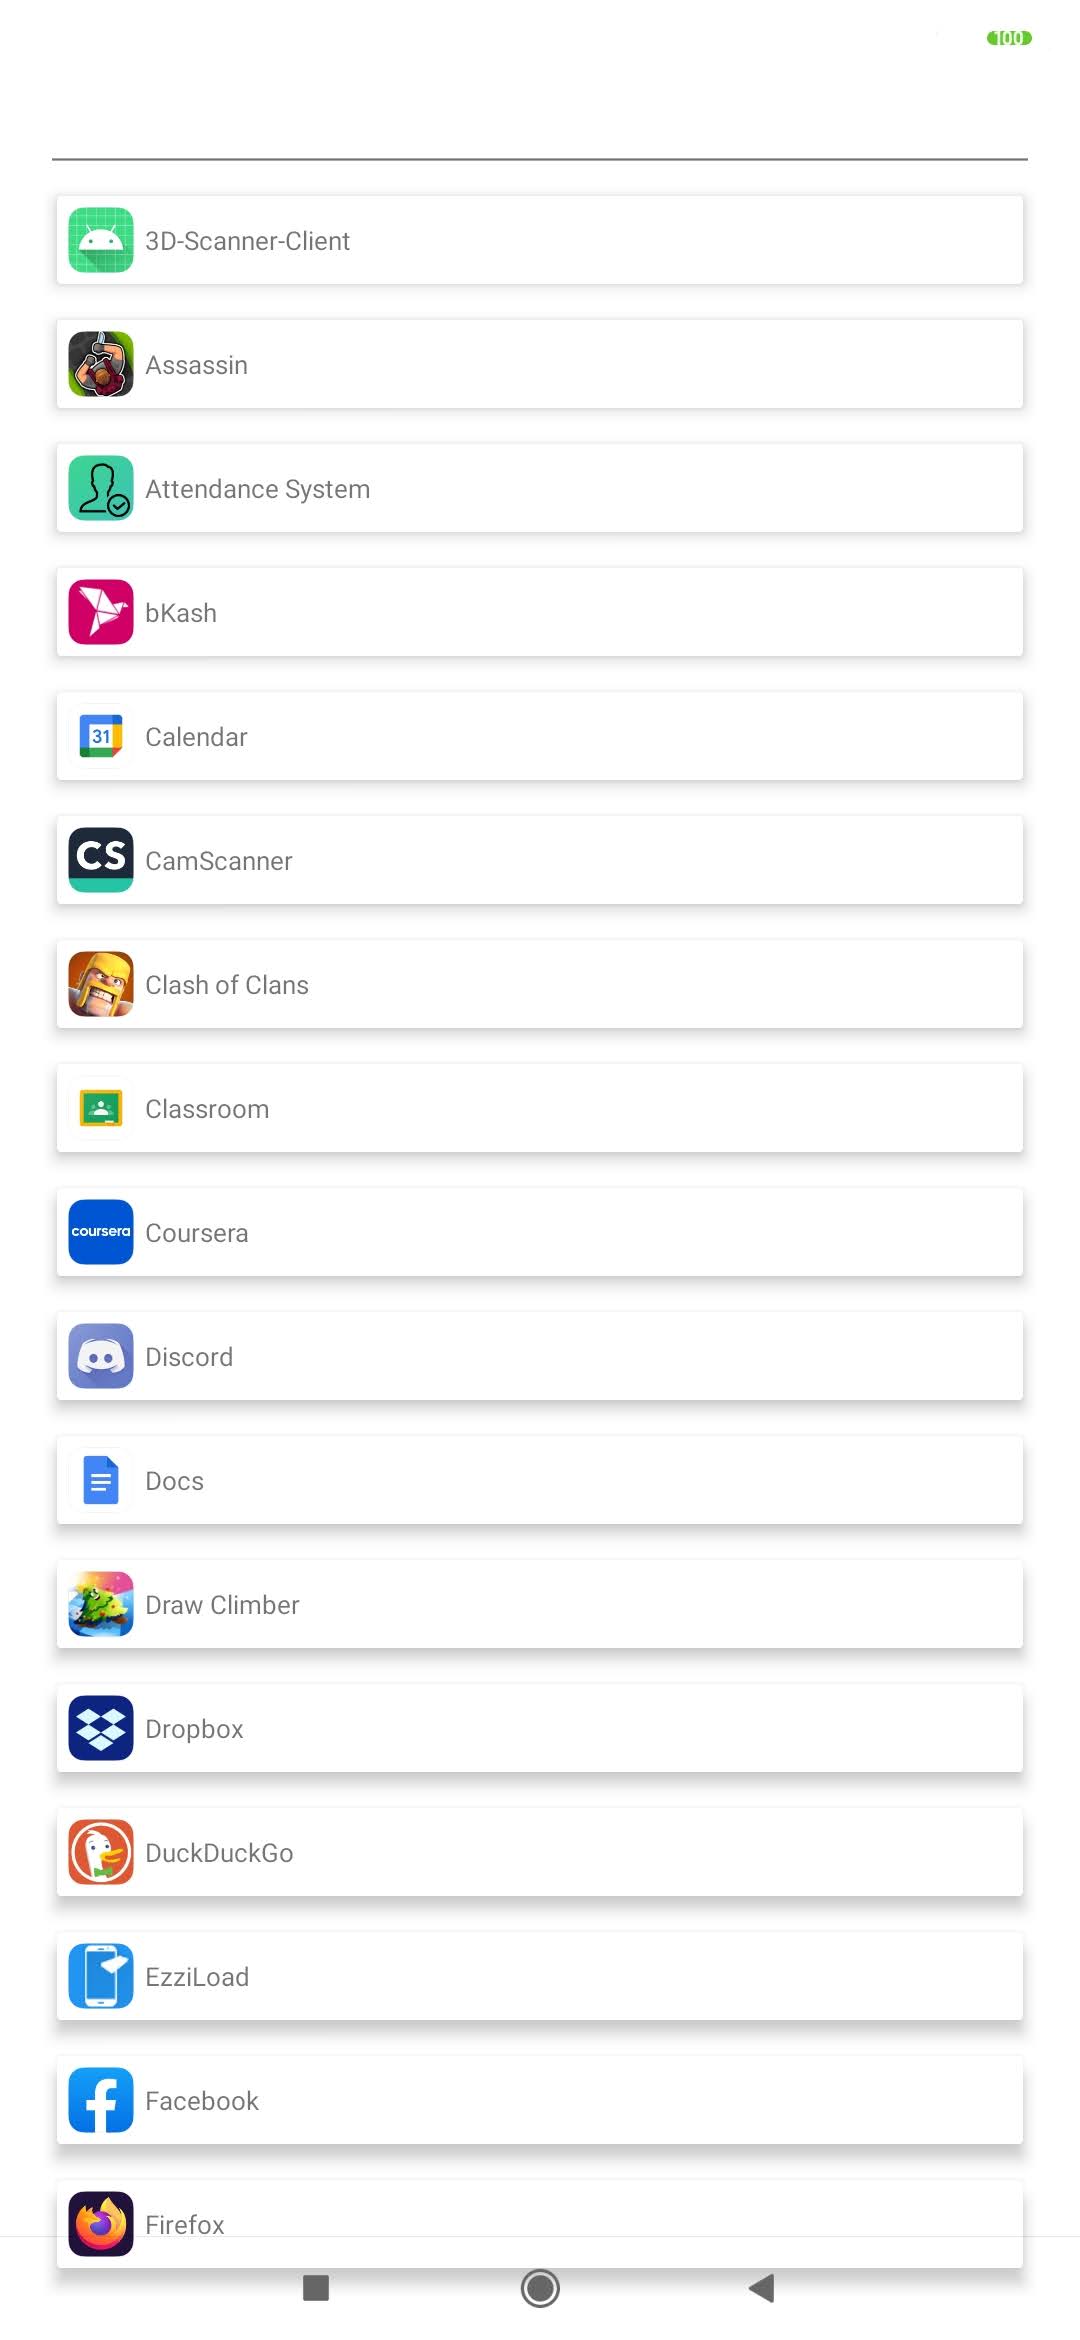 100
3D-Scanner-Client
Assassin
Attendance System
bKash
31
Calendar
CS
CamScanner
Clash of Clans
Classroom
coursera
Coursera
Discord
Docs
Draw Climber
Dropbox
DuckDuckGo
EzziLoad
Facebook
Firefox